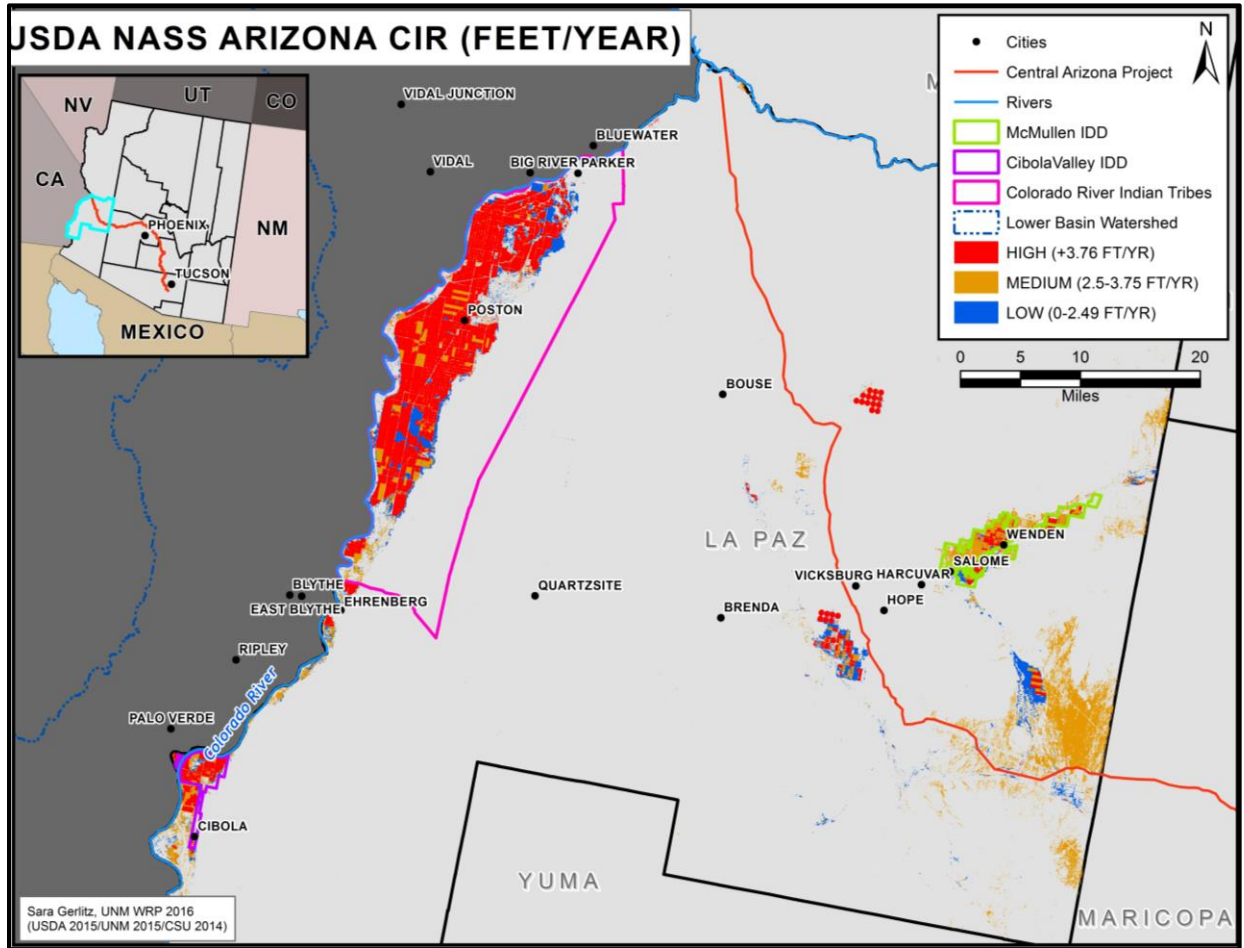 USDA NASS ARIZONA CIR (FEET/YEAR)
NV
UT
CO
CA
PHOENIX
NM
TUCSON
MEXICO
N
Cities
Central Arizona Project
Rivers
McMullen IDD
CibolaValley IDD
Colorado River Indian Tribes
Lower Basin Watershed
HIGH (+3.76 FT/YR)
MEDIUM (2.5-3.75 FT/YR)
LOW (0-2.49 FT/YR)
0 5 10 20
Miles
M
VIDAL JUNCTION
BLUEWATER
VIDAL
BIG RIVER
PARKER
POSTON
BOUSE
LA PAZ
WENDEN
SALOME
VICKSBURG
HARCUVAR
HOPE
BLYTHE
EAST BLYTHE
EHRENBERG
QUARTZSITE
BRENDA
RIPLEY
Colorado River
PALO VERDE
CIBOLA
YUMA
MARICOPA
Sara Gerlitz, UNM WRP 2016
(USDA 2015/UNM 2015/CSU 2014)